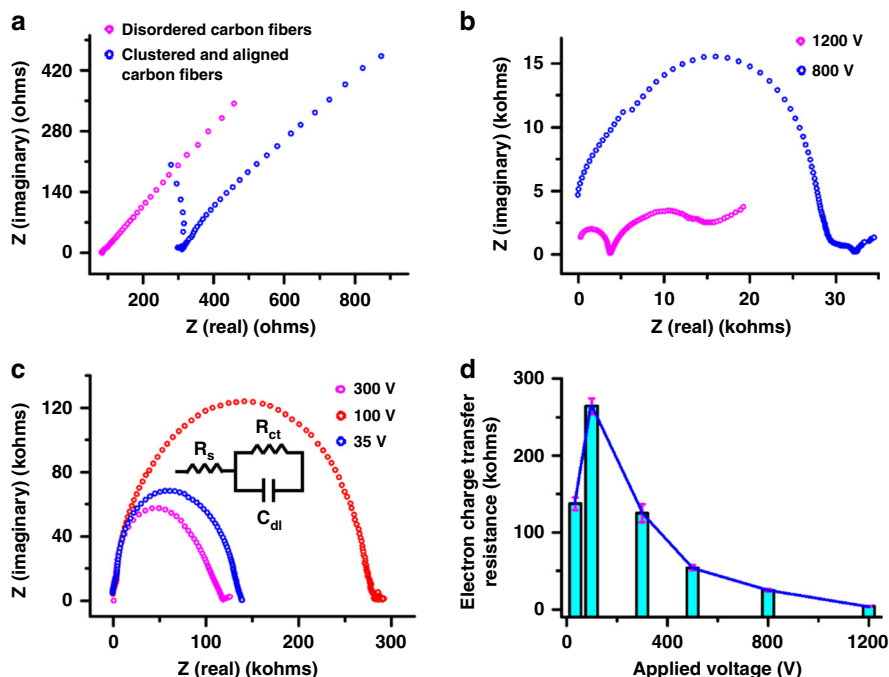 a
Disordered carbon fibers
Clustered and aligned
carbon fibers
Z (imaginary) (ohms)
420
280
140
0
200
400
600
800
Z (real) (ohms)
b
1200 V
800 V
Z (imaginary) (kohms)
15
10
5
0
0
10
20
30
Z (real) (kohms)
c
300 V
100 V
35 V
Rct
Rs
Cdl
Z (imaginary) (kohms)
120
80
40
0
0
100
200
300
Z (real) (kohms)
d
Electron charge transfer
resistance (kohms)
300
200
100
0
0
400
800
1200
Applied voltage (V)